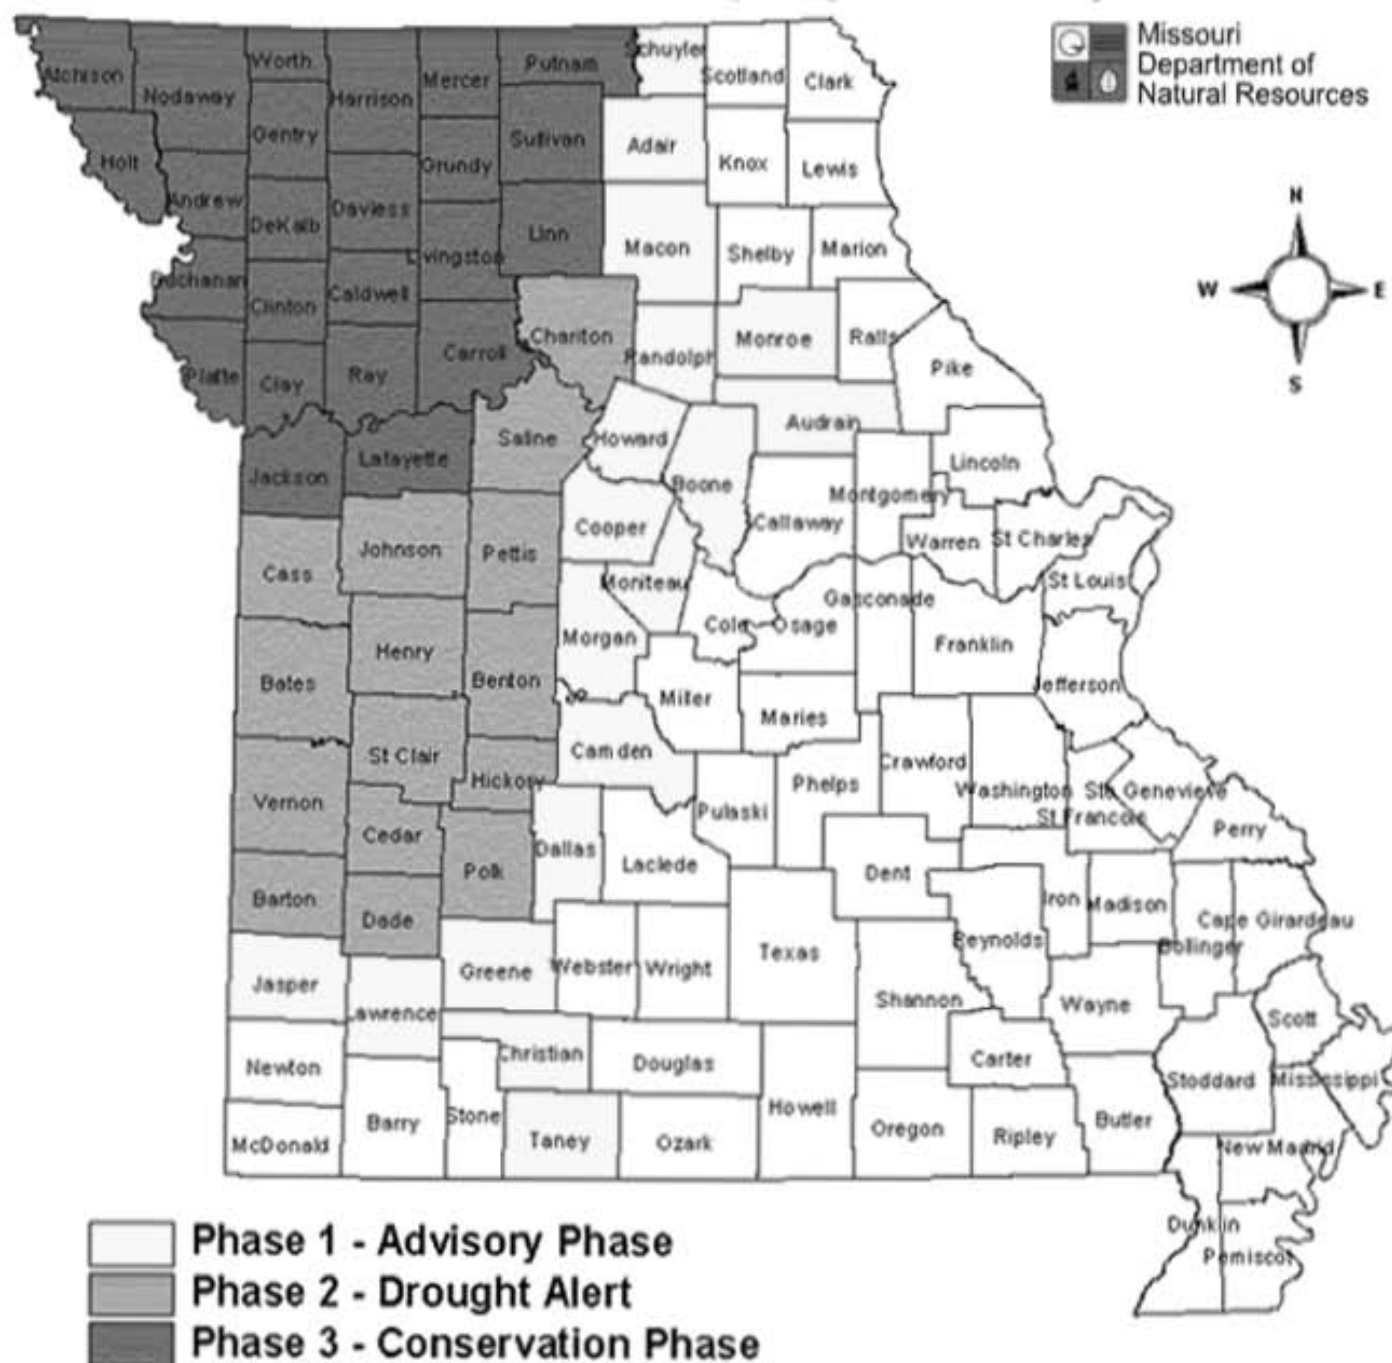 Missouri
Department of
Natural Resources
N
W E
S
Atchison Nodaway Worth Harrison Mercer Putnam Schuyler Scotland Clark
Gentry Sullivan Adair Knox Lewis
Holt Grundy
Andrew DeKalb Daviess Livingston Linn Macon Shelby Marion
Buchanan Clinton Caldwell Chariton Randolph Monroe Ralls Pike
Platte Clay Ray Carroll
Saline Howard Audrain
Jackson Lafayette Boone Lincoln
Montgomery
Cass Johnson Pettis Cooper Callaway Warren St Charles
Moniteau St Louis
Henry Morgan Cole Osage Gasconade Franklin
Bates Benton Miller Maries Jefferson
St Clair Hickory Camden Crawford
Vernon Pulaski Phelps Washington Ste Genevieve
St Francois Perry
Cedar Polk Dallas Laclede Dent
Barton Dade Iron Madison Cape Girardeau
Reynolds Bollinger
Jasper Greene Webster Wright Texas
Lawrence Shannon Wayne Scott
Newton Christian Douglas Carter Stoddard Mississippi
McDonald Barry Stone Taney Ozark Howell Oregon Ripley Butler
New Madrid
Dunklin
Pemiscot
Phase 1 - Advisory Phase
Phase 2 - Drought Alert
Phase 3 - Conservation Phase